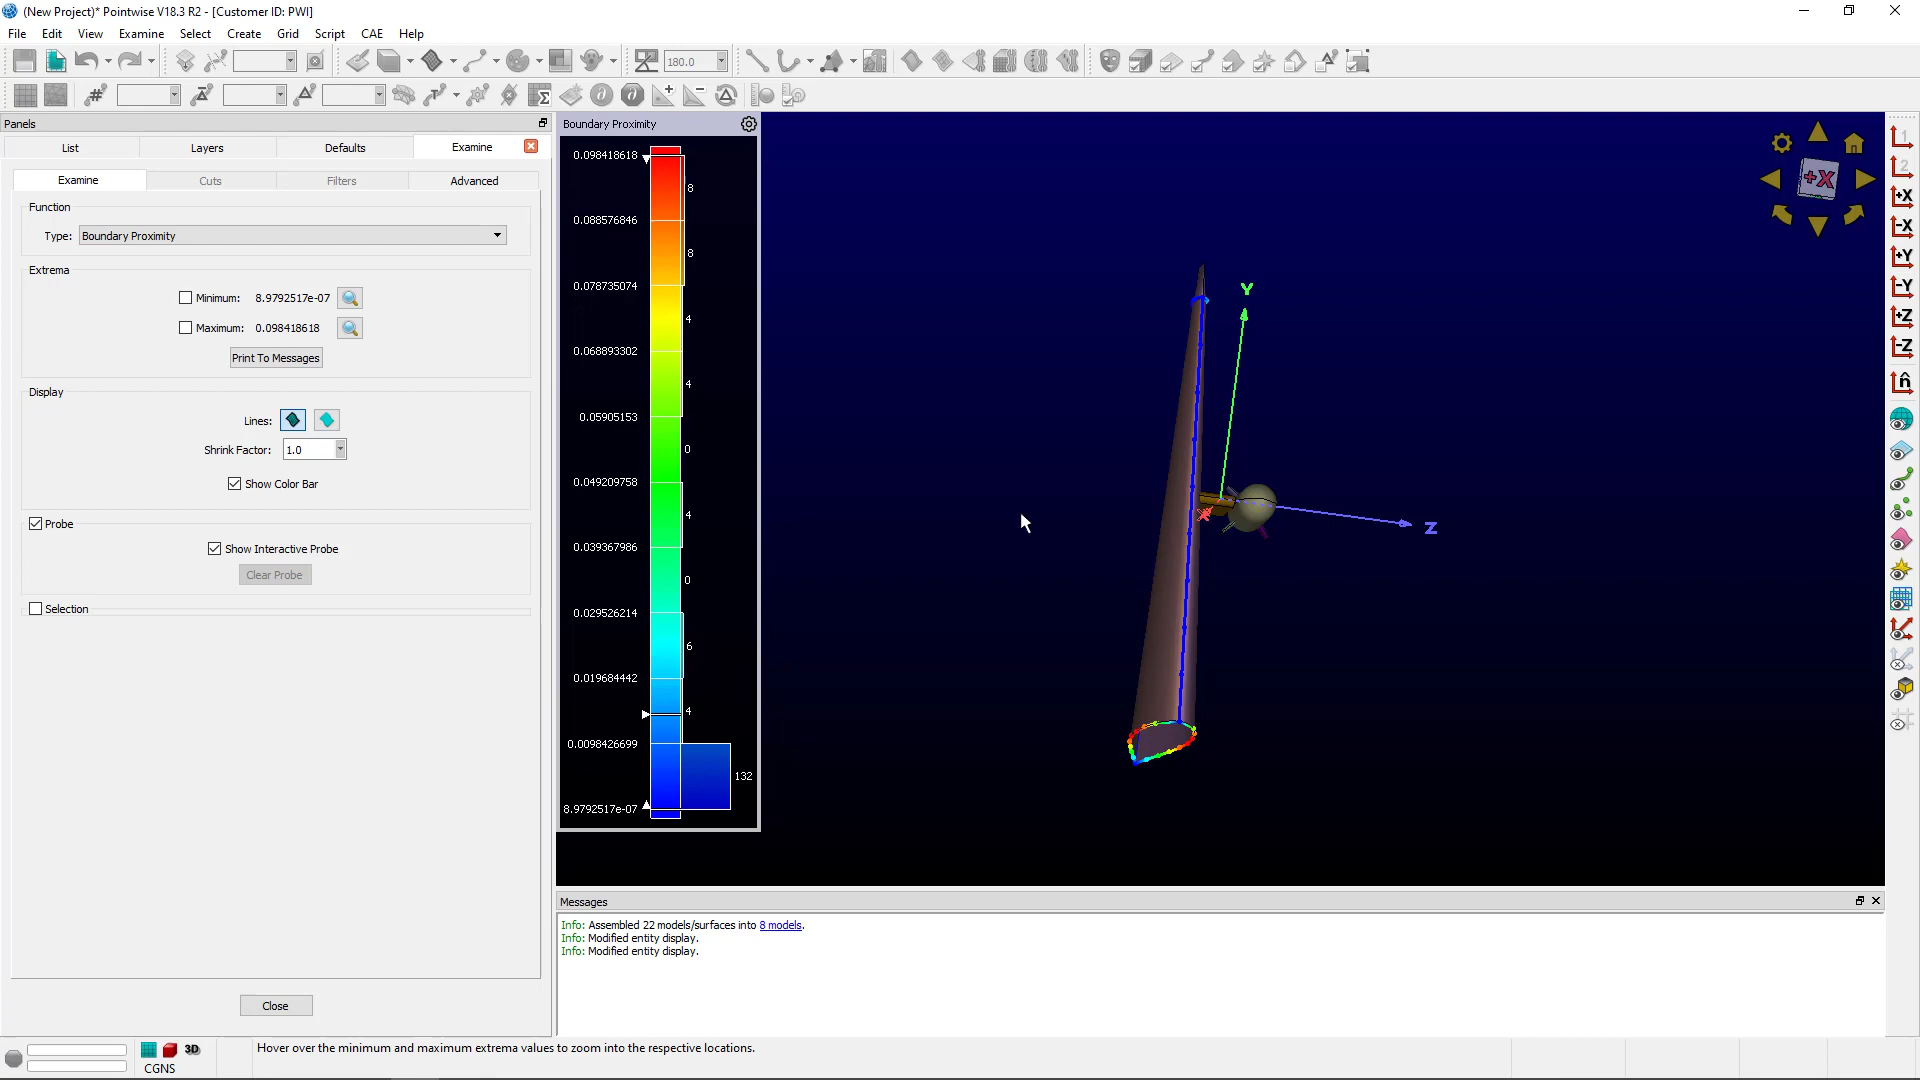 (New Project)* Pointwise V18.3 R2 - [Customer ID: PWI]
File Edit View Examine Select Create Grid Script CAE Help
180.0
Panels
List Layers Defaults Examine
Examine Cuts Filters Advanced
Function
Type: Boundary Proximity
Extrema
Minimum: 8.9792517e-07
Maximum: 0.098418618
Print To Messages
Display
Lines:
Shrink Factor: 1.0
Show Color Bar
Probe
Show Interactive Probe
Clear Probe
Selection
Close
Boundary Proximity
0.098418618
8
0.088576846
8
0.078735074
4
0.068893302
4
0.05905153
0
0.049209758
4
0.039367986
0
0.029526214
6
0.019684442
4
0.0098426699
132
8.9792517e-07
Y
Z
X
+X
1
2
+X
-X
+Y
-Y
+Z
-Z
n̂
Messages
Info: Assembled 22 models/surfaces into 8 models.
Info: Modified entity display.
Info: Modified entity display.
3D
CGNS
Hover over the minimum and maximum extrema values to zoom into the respective locations.